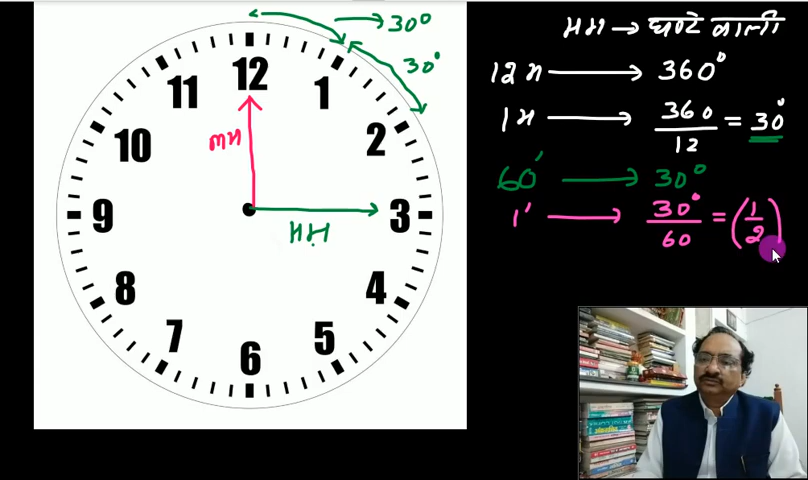 12
1
2
3
4
5
6
7
8
9
10
11
→ 30°
30°
MH
HH
HH → घण्टे वाली
12 H → 360°
1 H → 360/12 = 30°
60' → 30°
1' → 30°/60 = (1/2)